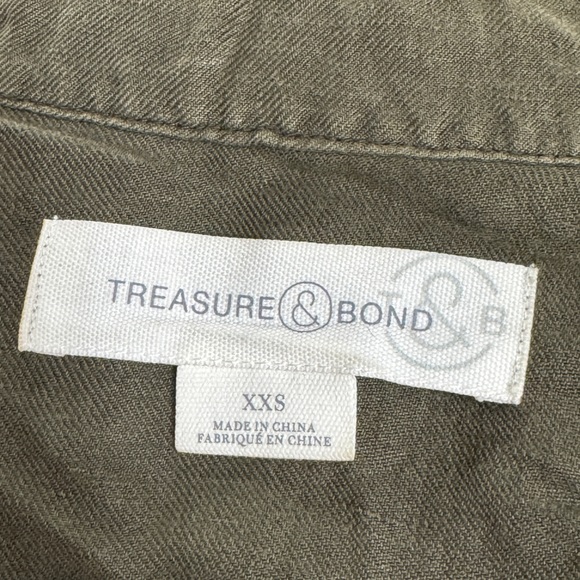 TREASURE & BOND T & B
XXS
MADE IN CHINA
FABRIQUÉ EN CHINE